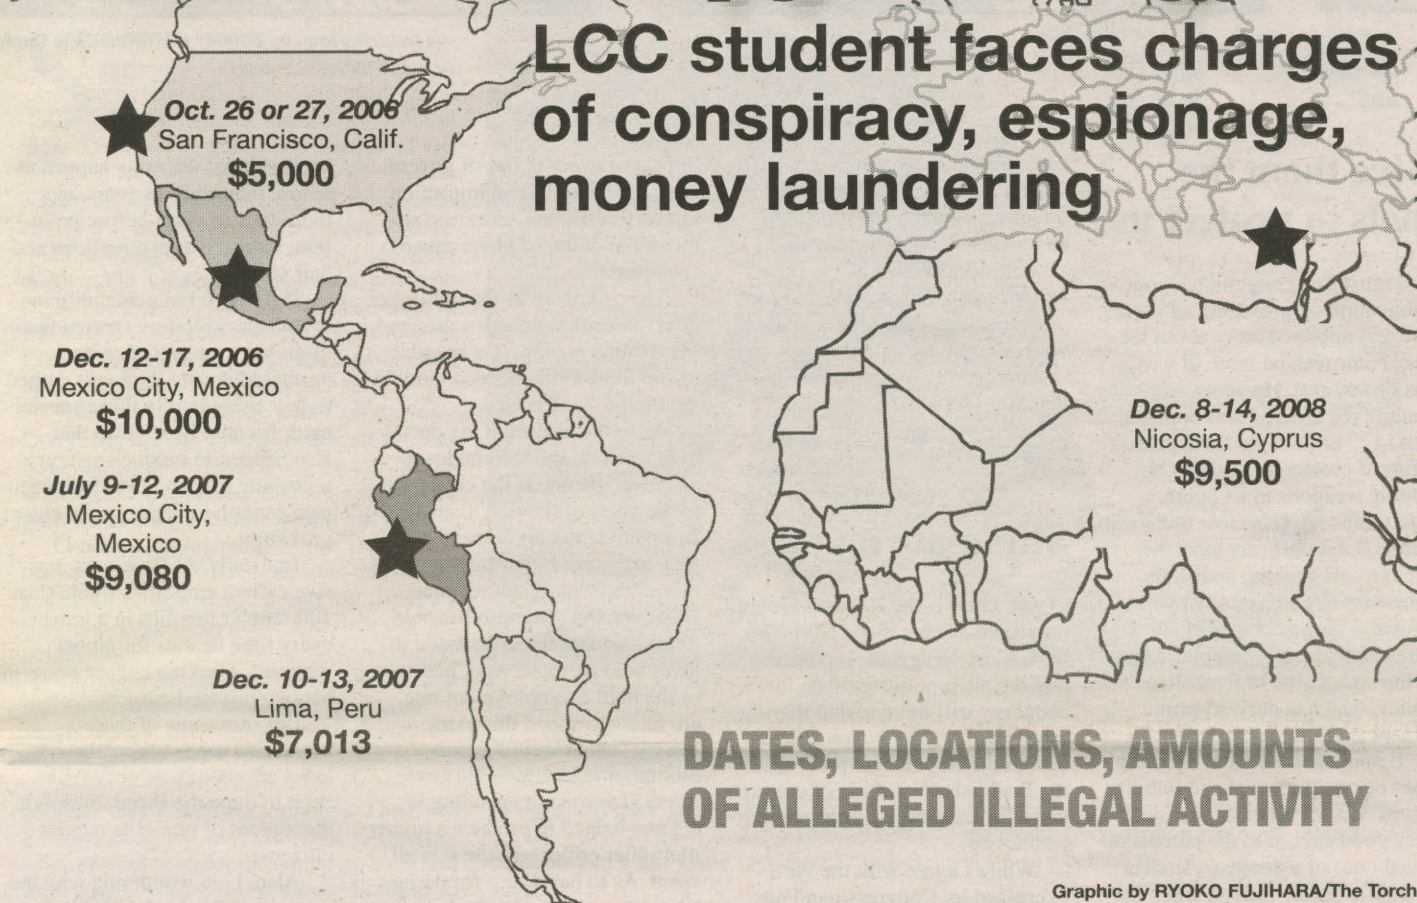 LCC student faces charges
of conspiracy, espionage,
money laundering
Oct. 26 or 27, 2006
San Francisco, Calif.
$5,000
Dec. 12-17, 2006
Mexico City, Mexico
$10,000
July 9-12, 2007
Mexico City,
Mexico
$9,080
Dec. 10-13, 2007
Lima, Peru
$7,013
Dec. 8-14, 2008
Nicosia, Cyprus
$9,500
DATES, LOCATIONS, AMOUNTS
OF ALLEGED ILLEGAL ACTIVITY
Graphic by RYOKO FUJIHARA/The Torch